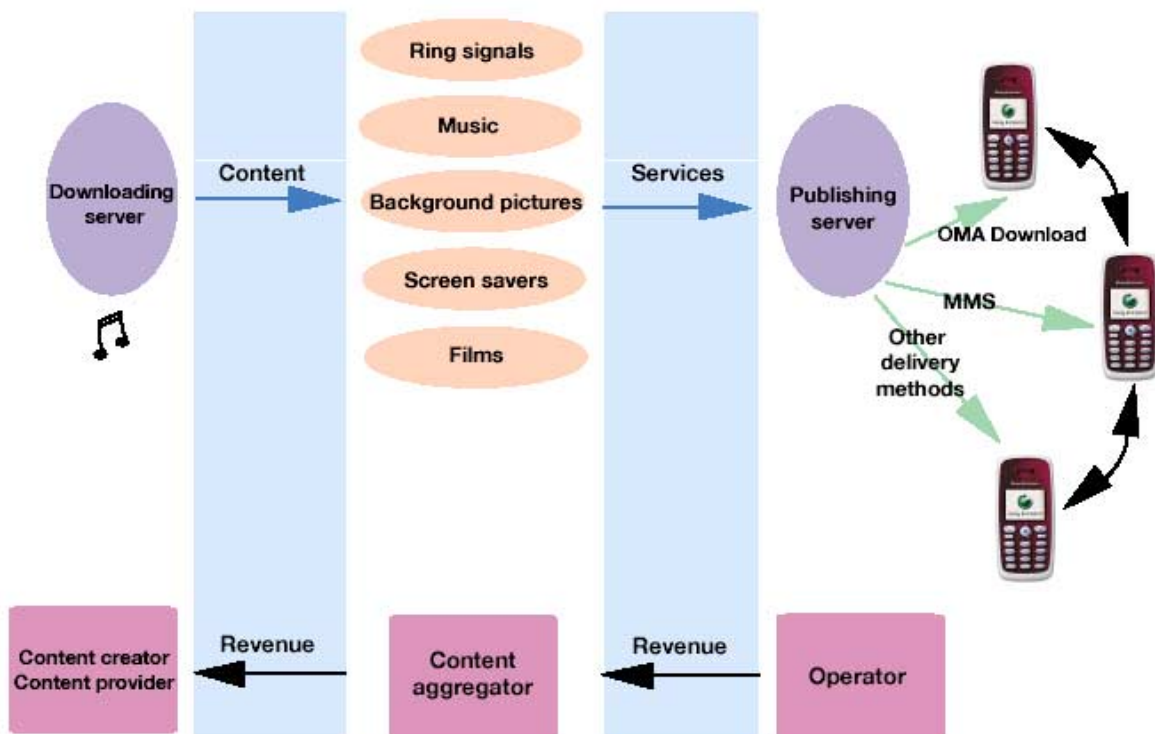 Ring signals
Music
Downloading
server
Content
Background pictures
Services
Publishing
server
OMA Download
Screen savers
MMS
Films
Other
delivery
methods
Content creator
Content provider
Revenue
Content
aggregator
Revenue
Operator